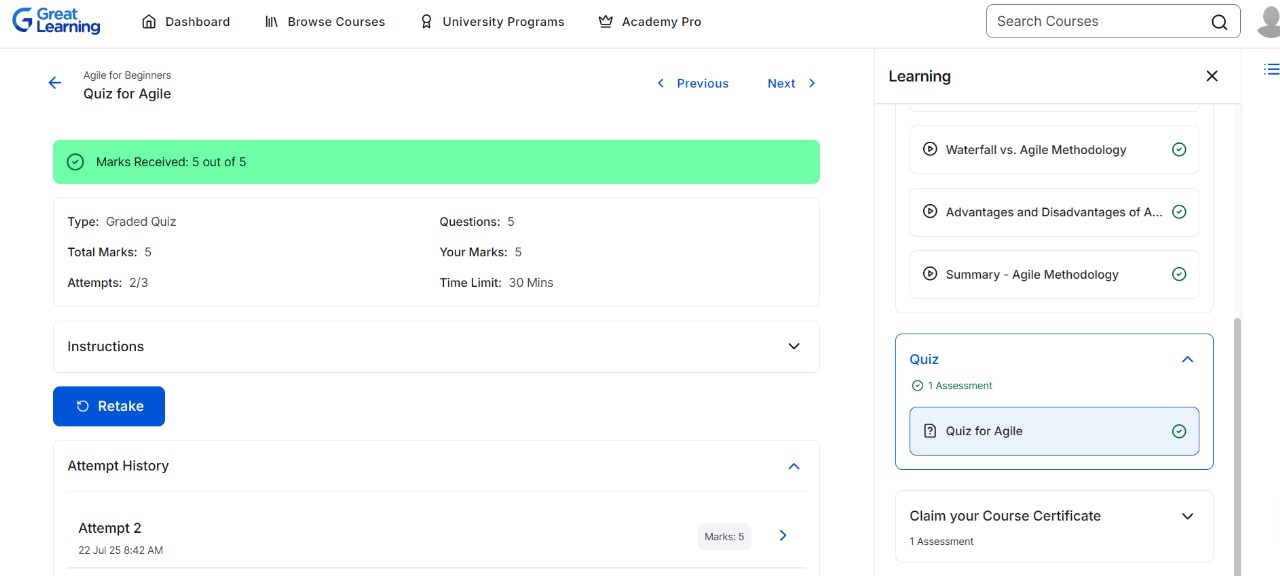 Great Learning
Dashboard
Browse Courses
University Programs
Academy Pro
Search Courses
Agile for Beginners
Quiz for Agile
Previous
Next
Marks Received: 5 out of 5
Type: Graded Quiz
Questions: 5
Total Marks: 5
Your Marks: 5
Attempts: 2/3
Time Limit: 30 Mins
Instructions
Retake
Attempt History
Attempt 2
22 Jul 25 8:42 AM
Marks: 5
Learning
Waterfall vs. Agile Methodology
Advantages and Disadvantages of A...
Summary - Agile Methodology
Quiz
1 Assessment
Quiz for Agile
Claim your Course Certificate
1 Assessment